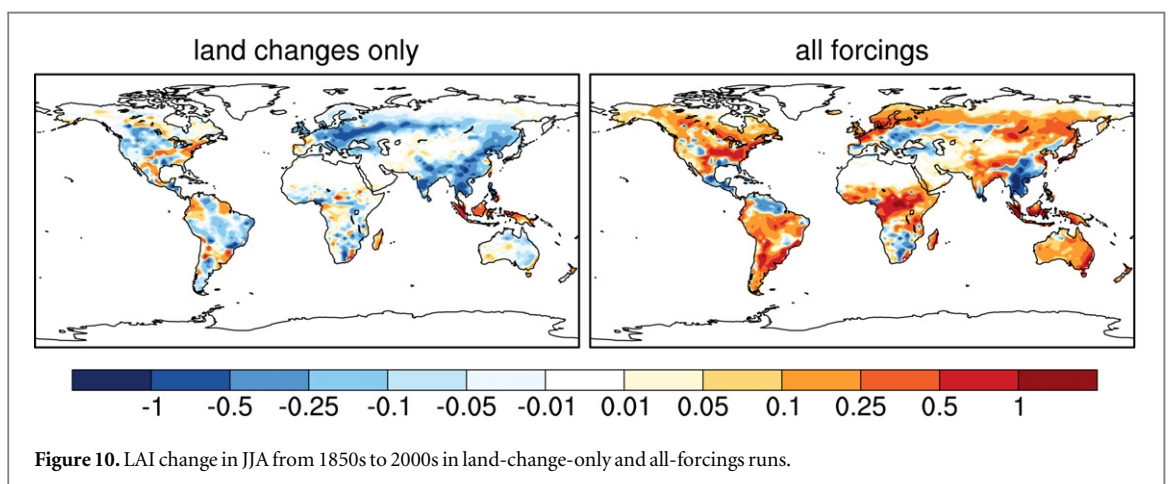 land changes only
all forcings
-1 -0.5 -0.25 -0.1 -0.05 -0.01 0.01 0.05 0.1 0.25 0.5 1
Figure 10. LAI change in JJA from 1850s to 2000s in land-change-only and all-forcings runs.